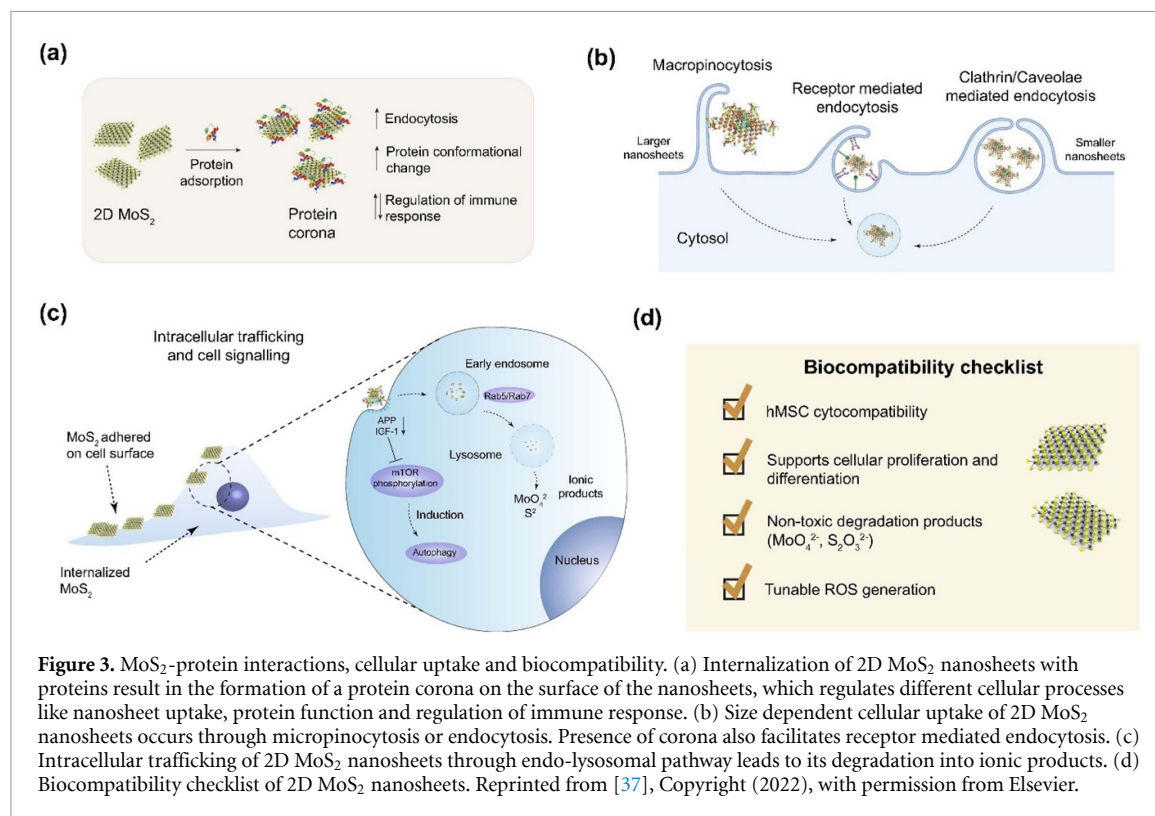 (a)
2D MoS₂
Protein
adsorption
Protein
corona
↑ Endocytosis
↑ Protein conformational
change
↑↓ Regulation of immune
response
(b)
Macropinocytosis
Receptor mediated
endocytosis
Clathrin/Caveolae
mediated endocytosis
Larger
nanosheets
Smaller
nanosheets
Cytosol
(c)
Intracellular trafficking
and cell signalling
MoS₂ adhered
on cell surface
Internalized
MoS₂
Early endosome
Rab5/Rab7
APP
IGF-1 ↓
Lysosome
mTOR
phosphorylation
Ionic
products
MoO₄²⁻
S²⁻
Induction
Autophagy
Nucleus
(d)
Biocompatibility checklist
hMSC cytocompatibility
Supports cellular proliferation and
differentiation
Non-toxic degradation products
(MoO₄²⁻, S₂O₃²⁻)
Tunable ROS generation
Figure 3. MoS₂-protein interactions, cellular uptake and biocompatibility. (a) Internalization of 2D MoS₂ nanosheets with
proteins result in the formation of a protein corona on the surface of the nanosheets, which regulates different cellular processes
like nanosheet uptake, protein function and regulation of immune response. (b) Size dependent cellular uptake of 2D MoS₂
nanosheets occurs through micropinocytosis or endocytosis. Presence of corona also facilitates receptor mediated endocytosis. (c)
Intracellular trafficking of 2D MoS₂ nanosheets through endo-lysosomal pathway leads to its degradation into ionic products. (d)
Biocompatibility checklist of 2D MoS₂ nanosheets. Reprinted from [37], Copyright (2022), with permission from Elsevier.